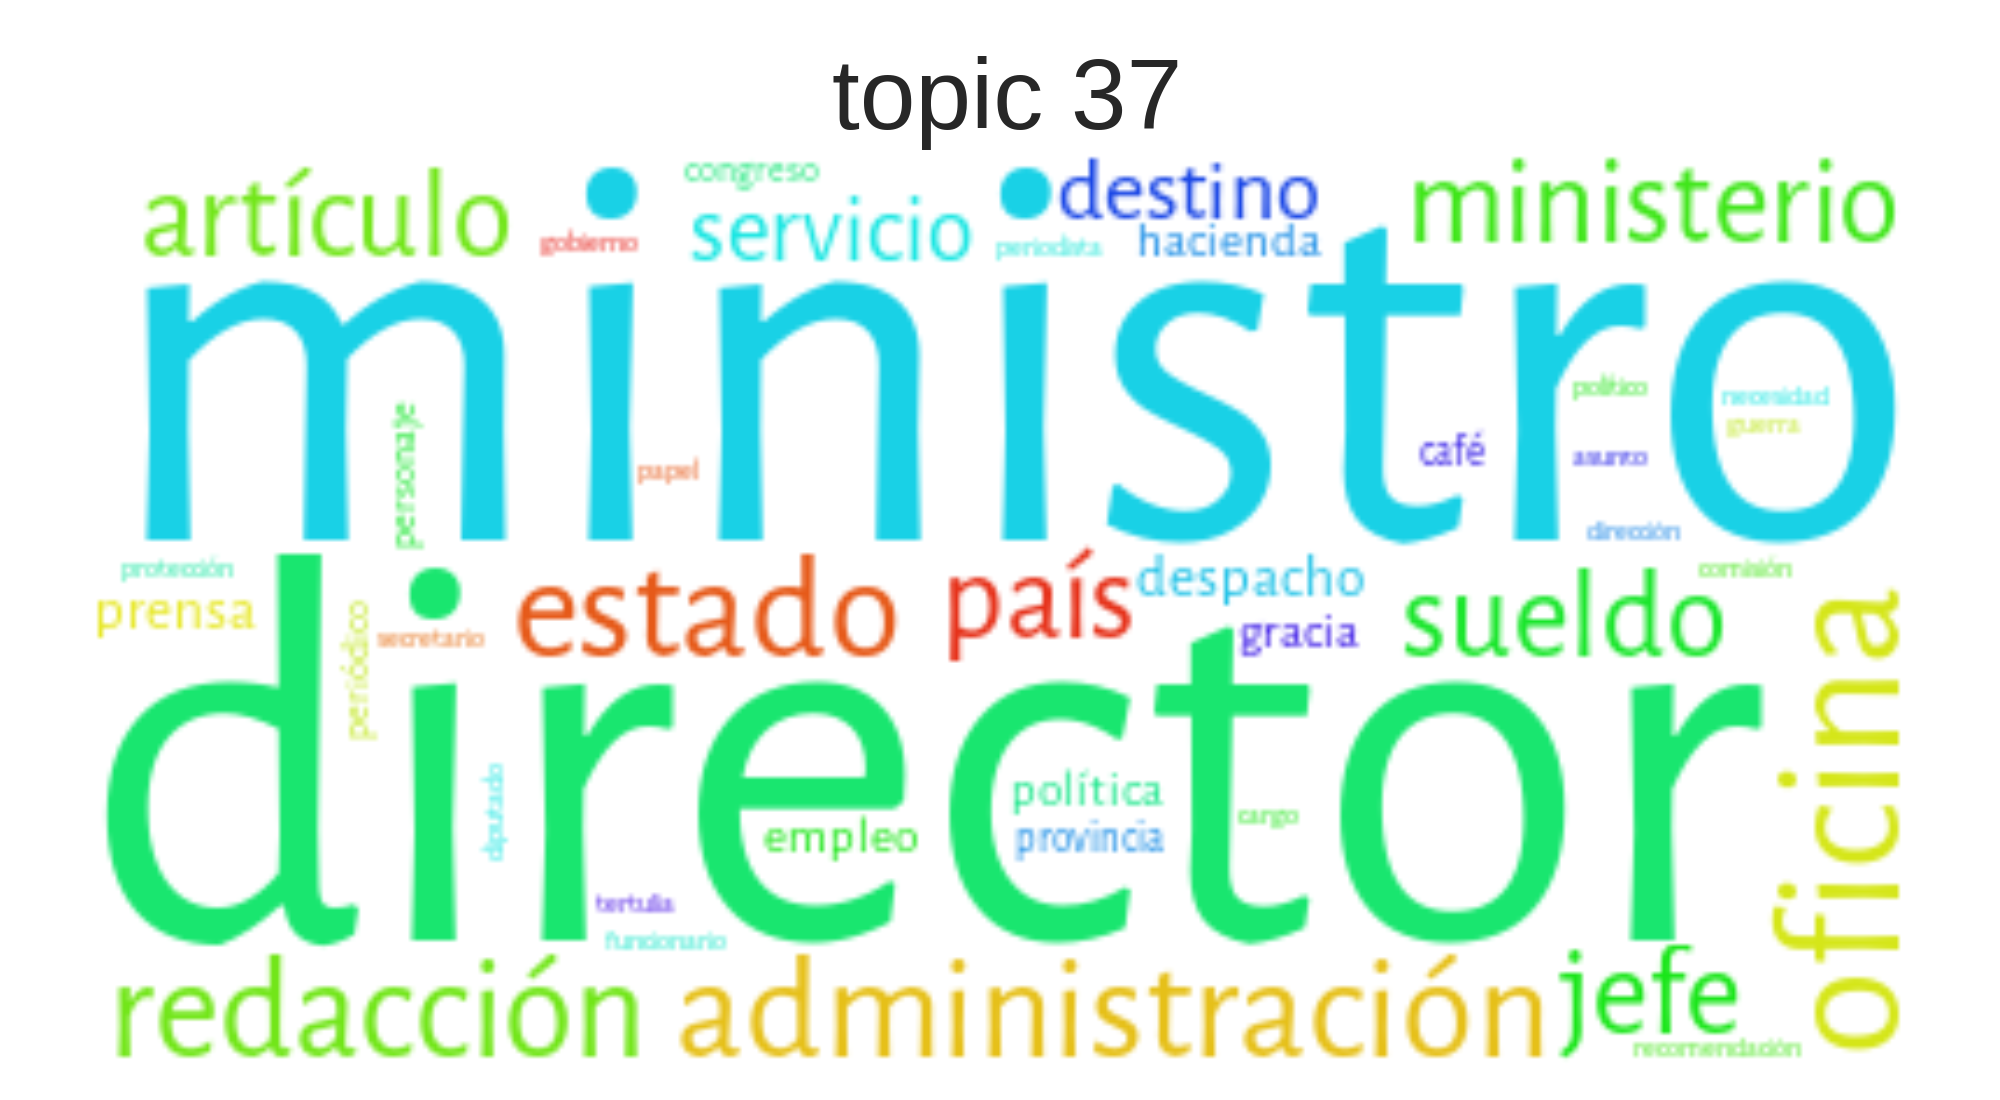 topic 37
congreso
artículo
destino
ministerio
servicio
gobierno
periodista
hacienda
ministro
político
necesidad
guerra
personaje
café
asunto
papel
dirección
protección
despacho
comisión
estado
país
prensa
sueldo
periódico
secretario
gracia
oficina
director
diputado
política
empleo
provincia
cargo
tertulia
funcionario
redacción
administración
jefe
recomendación